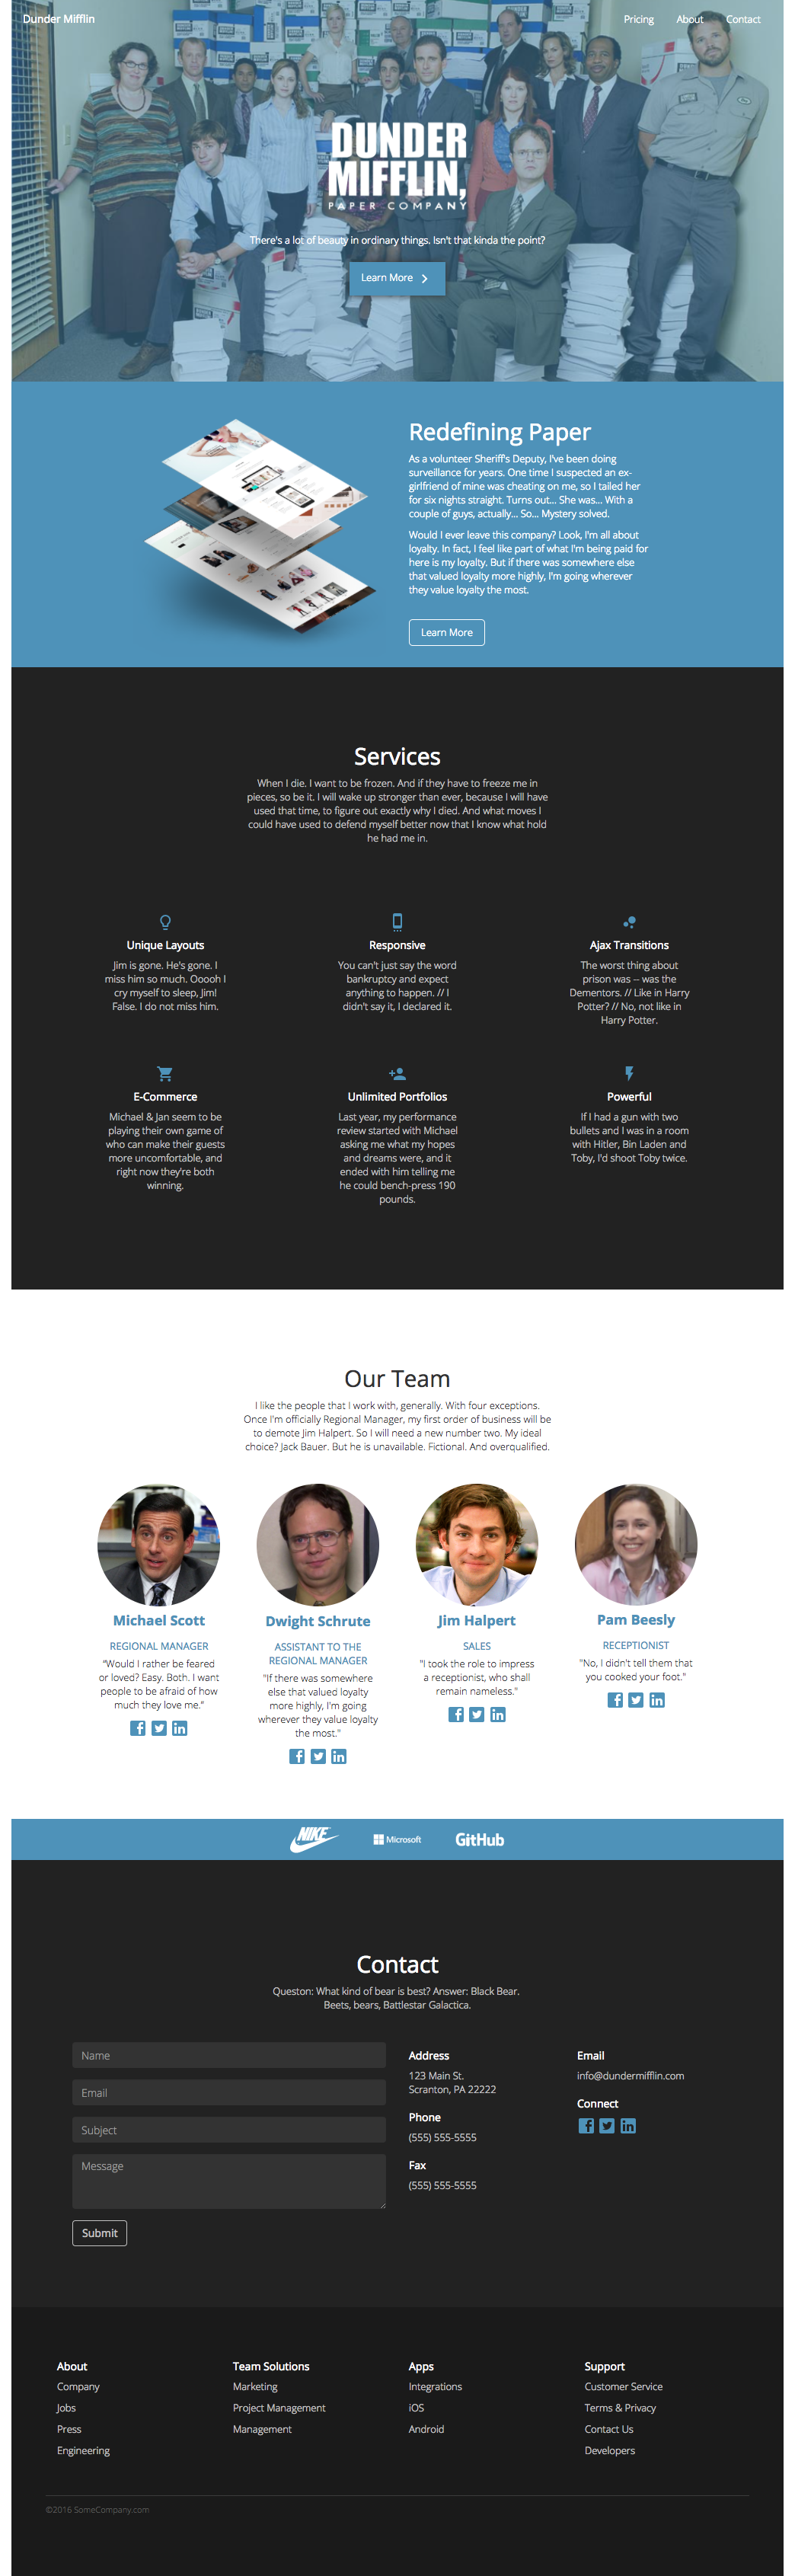 Dunder Mifflin
Pricing
About
Contact
DUNDER
MIFFLIN,
PAPER COMPANY
There's a lot of beauty in ordinary things. Isn't that kinda the point?
Learn More
Redefining Paper
As a volunteer Sheriff's Deputy, I've been doing
surveillance for years. One time I suspected an ex-
girlfriend of mine was cheating on me, so I tailed her
for six nights straight. Turns out... She was... With a
couple of guys, actually... So... Mystery solved.
Would I ever leave this company? Look, I'm all about
loyalty. In fact, I feel like part of what I'm being paid for
here is my loyalty. But if there was somewhere else
that valued loyalty more highly, I'm going wherever
they value loyalty the most.
Learn More
Services
When I die. I want to be frozen. And if they have to freeze me in
pieces, so be it. I will wake up stronger than ever, because I will have
used that time, to figure out exactly why I died. And what moves I
could have used to defend myself better now that I know what hold
he had me in.
Unique Layouts
Jim is gone. He's gone. I
miss him so much. Ooooh I
cry myself to sleep, Jim!
False. I do not miss him.
Responsive
You can't just say the word
bankruptcy and expect
anything to happen. // I
didn't say it, I declared it.
Ajax Transitions
The worst thing about
prison was -- was the
Dementors. // Like in Harry
Potter? // No, not like in
Harry Potter.
E-Commerce
Michael & Jan seem to be
playing their own game of
who can make their guests
more uncomfortable, and
right now they're both
winning.
Unlimited Portfolios
Last year, my performance
review started with Michael
asking me what my hopes
and dreams were, and it
ended with him telling me
he could bench-press 190
pounds.
Powerful
If I had a gun with two
bullets and I was in a room
with Hitler, Bin Laden and
Toby, I'd shoot Toby twice.
Our Team
I like the people that I work with, generally. With four exceptions.
Once I'm officially Regional Manager, my first order of business will be
to demote Jim Halpert. So I will need a new number two. My ideal
choice? Jack Bauer. But he is unavailable. Fictional. And overqualified.
Michael Scott
REGIONAL MANAGER
"Would I rather be feared
or loved? Easy. Both. I want
people to be afraid of how
much they love me."
Dwight Schrute
ASSISTANT TO THE
REGIONAL MANAGER
"If there was somewhere
else that valued loyalty
more highly, I'm going
wherever they value loyalty
the most."
Jim Halpert
SALES
"I took the role to impress
a receptionist, who shall
remain nameless."
Pam Beesly
RECEPTIONIST
"No, I didn't tell them that
you cooked your foot."
NIKE
Microsoft
GitHub
Contact
Queston: What kind of bear is best? Answer: Black Bear.
Beets, bears, Battlestar Galactica.
Name
Email
Subject
Message
Submit
Address
123 Main St.
Scranton, PA 22222
Phone
(555) 555-5555
Fax
(555) 555-5555
Email
info@dundermifflin.com
Connect
About
Company
Jobs
Press
Engineering
Team Solutions
Marketing
Project Management
Management
Apps
Integrations
iOS
Android
Support
Customer Service
Terms & Privacy
Contact Us
Developers
©2016 SomeCompany.com